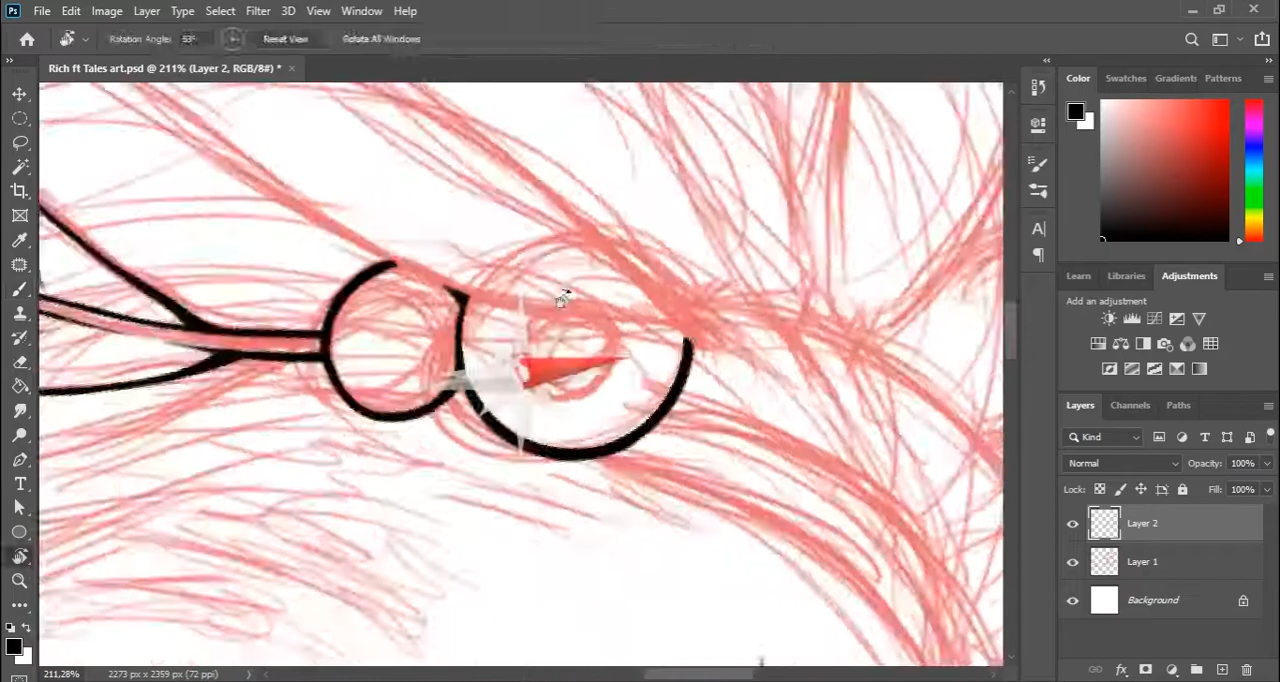 Ps File Edit Image Layer Type Select Filter 3D View Window Help
Rotation Angle: 53° Reset View Rotate All Windows
Rich ft Tales art.psd @ 211% (Layer 2, RGB/8#) * ×
Color Swatches Gradients Patterns
Learn Libraries Adjustments
Add an adjustment
Layers Channels Paths
Kind
Normal Opacity: 100%
Lock: Fill: 100%
Layer 2
Layer 1
Background
211,28% 2273 px x 2359 px (72 ppi)